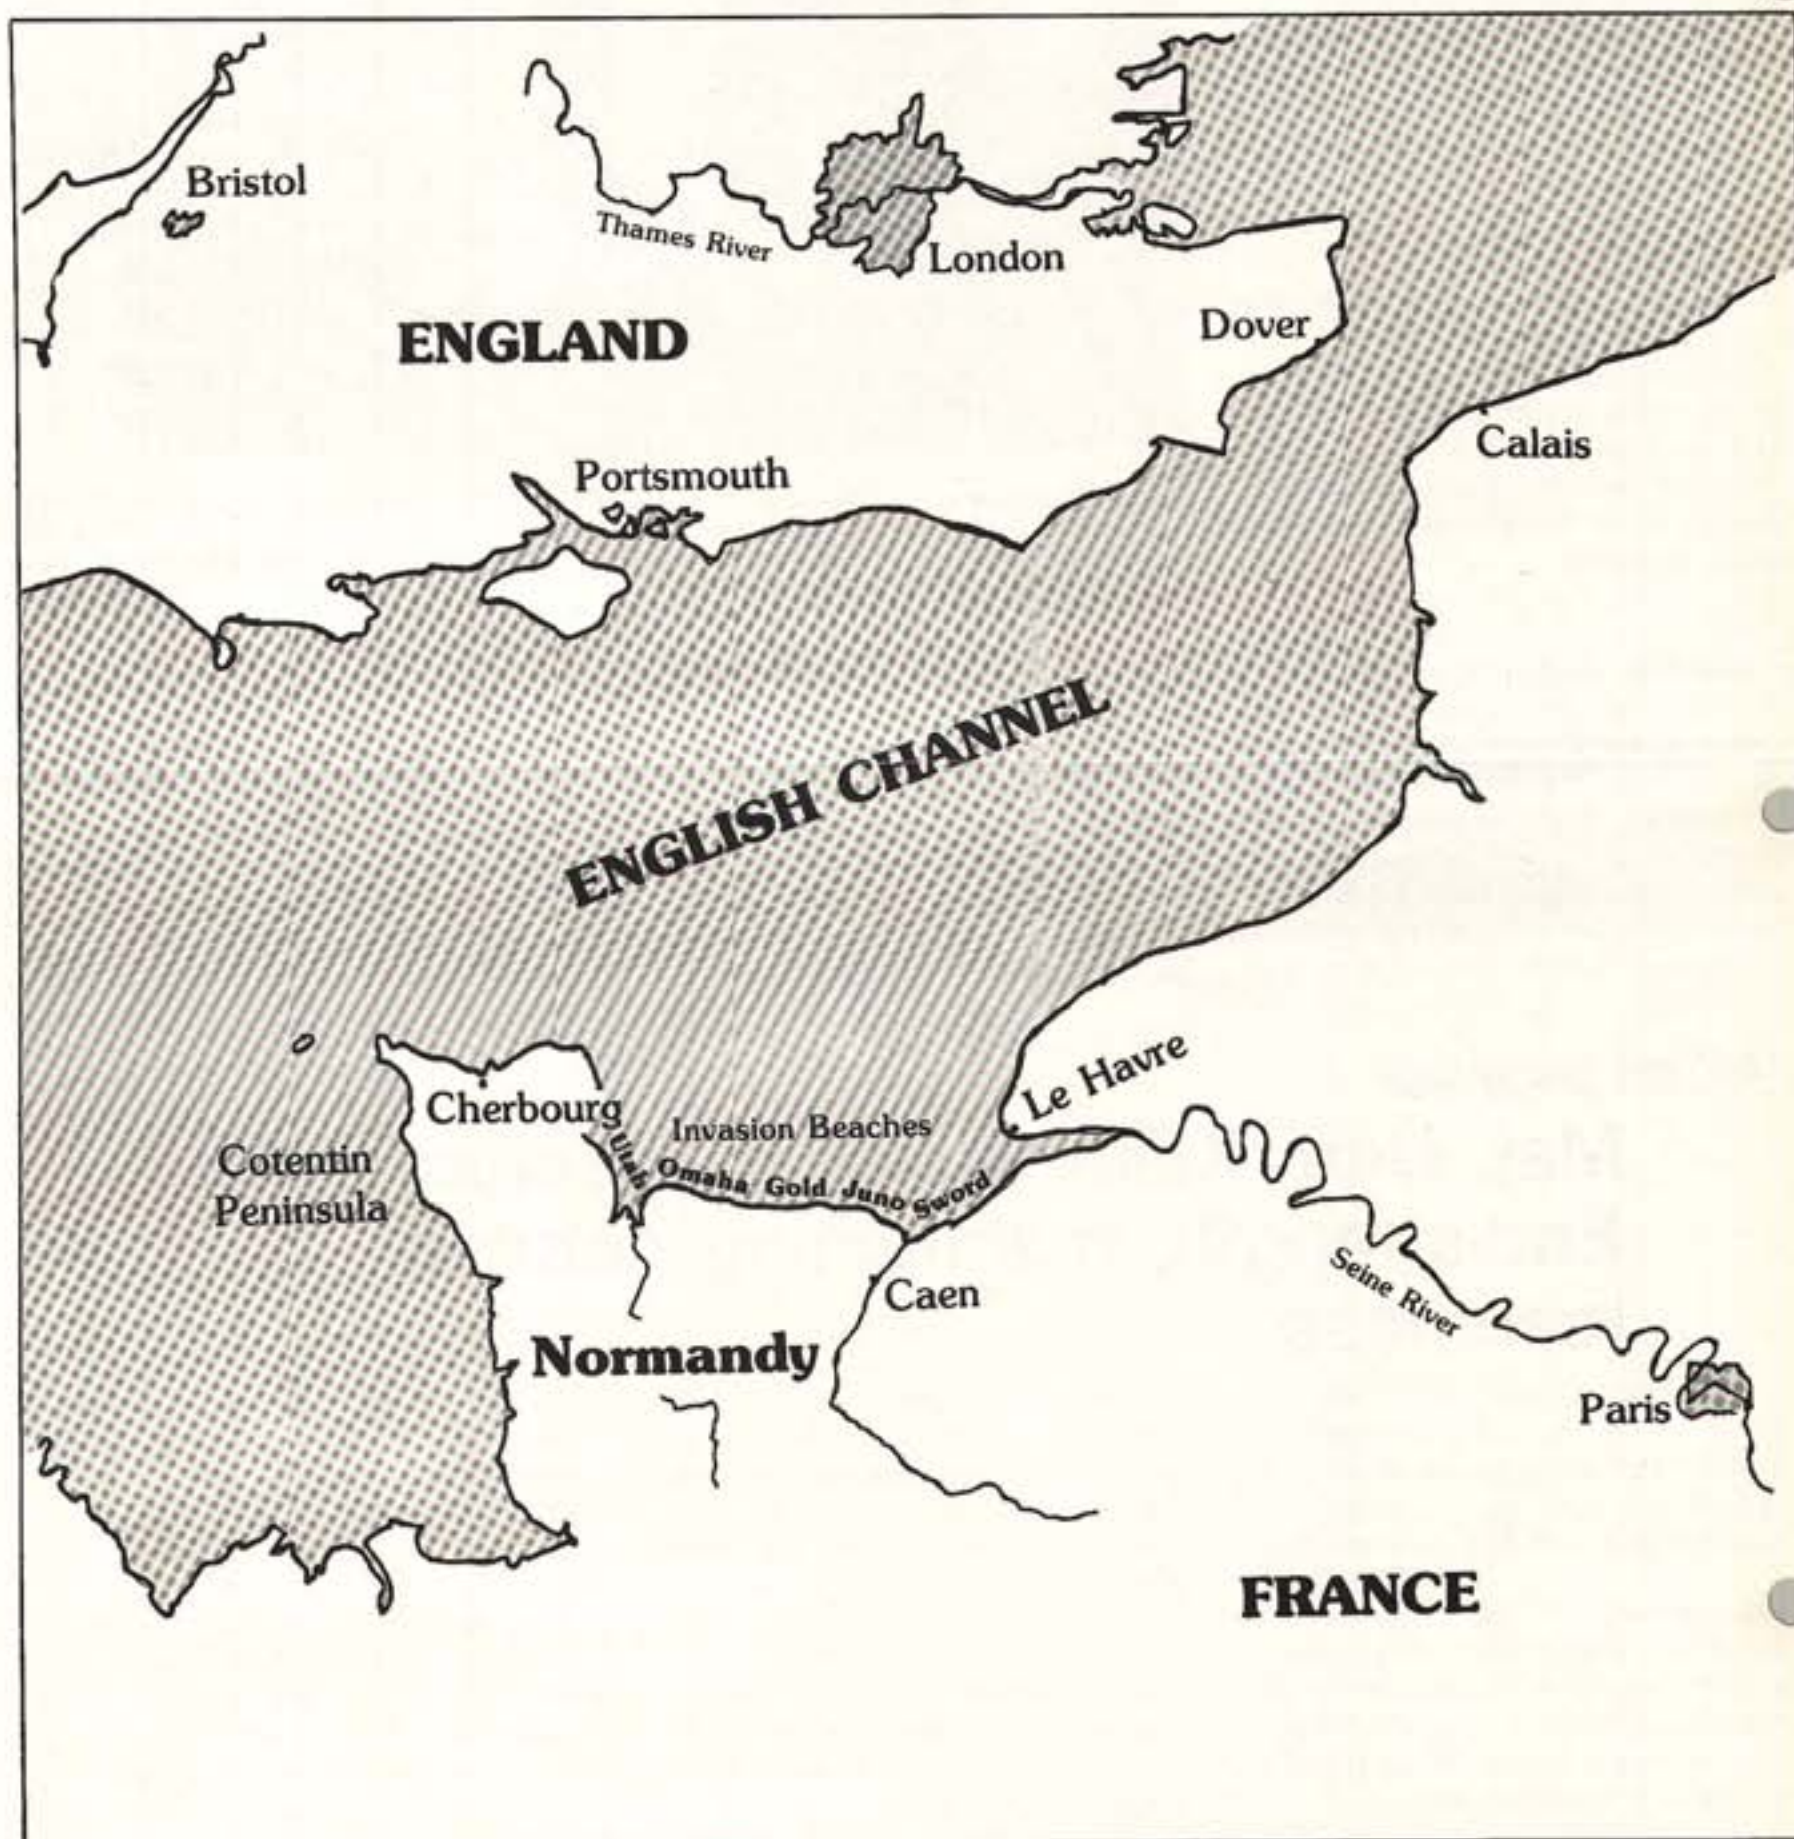 Bristol
Thames River
London
ENGLAND
Dover
Calais
Portsmouth
ENGLISH CHANNEL
Le Havre
Cherbourg
Invasion Beaches
Cotentin
Peninsula
Utah
Omaha Gold Juno Sword
Seine River
Caen
Normandy
Paris
FRANCE